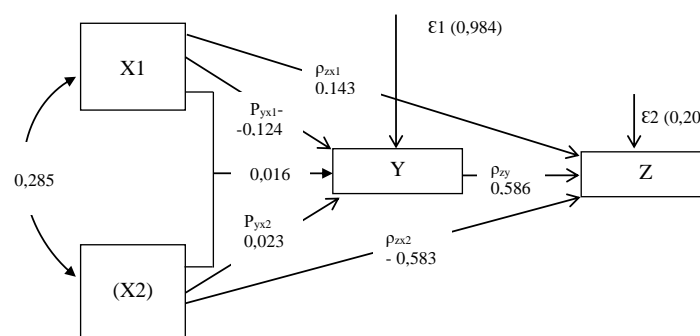 ε1 (0,984)
X1
ρzx1
0,143
Pyx1-
-0,124
ε2 (0,20
0,285
0,016
Y
ρzy
0,586
Z
Pyx2
0,023
ρzx2
- 0,583
(X2)